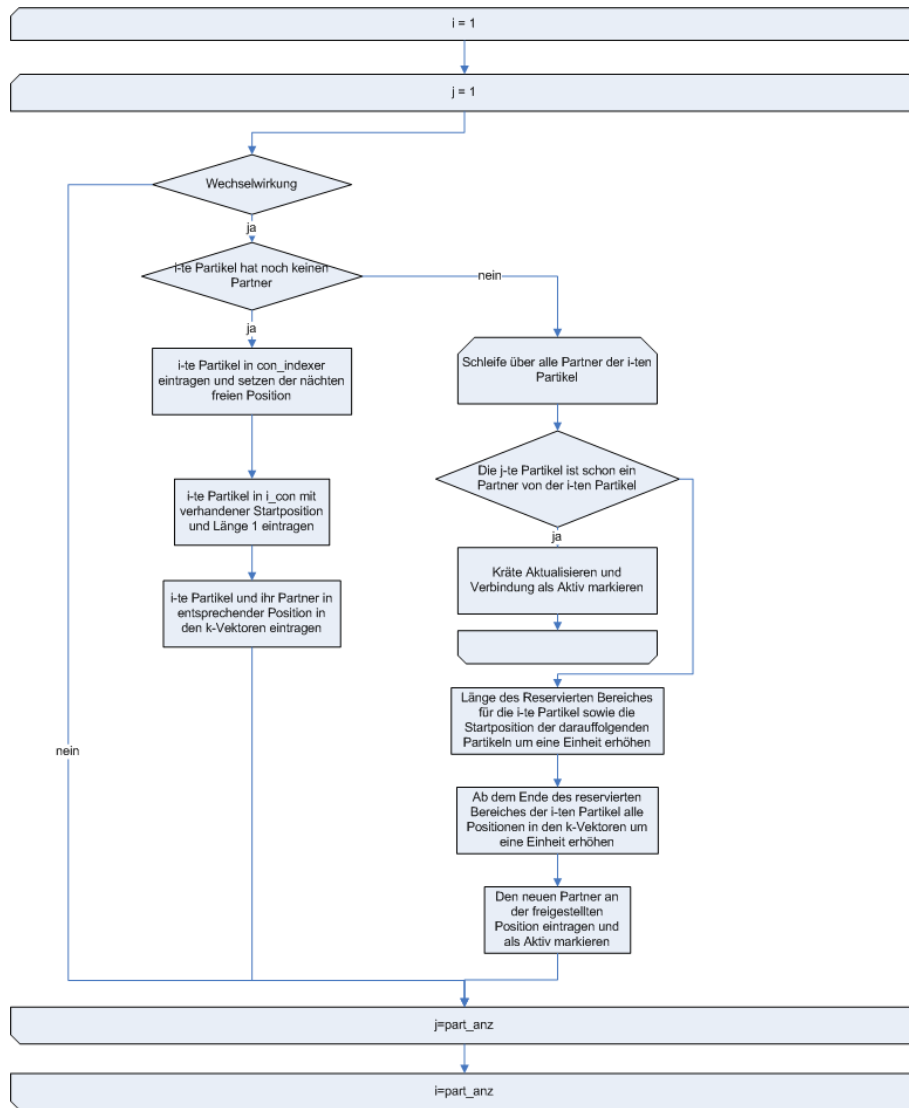 i = 1
j = 1
Wechselwirkung
ja
i-te Partikel hat noch keinen
Partner
nein
ja
i-te Partikel in con_indexer
eintragen und setzen der nächten
freien Position
Schleife über alle Partner der i-ten
Partikel
Die j-te Partikel ist schon ein
Partner von der i-ten Partikel
i-te Partikel in i_con mit
verhandener Startposition
und Länge 1 eintragen
ja
Kräte Aktualisieren und
Verbindung als Aktiv markieren
i-te Partikel und ihr Partner in
entsprechender Position in
den k-Vektoren eintragen
Länge des Reservierten Bereiches
für die i-te Partikel sowie die
Startposition der darauffolgenden
Partikeln um eine Einheit erhöhen
nein
Ab dem Ende des reservierten
Bereiches der i-ten Partikel alle
Positionen in den k-Vektoren um
eine Einheit erhöhen
Den neuen Partner an
der freigestellten
Position eintragen und
als Aktiv markieren
j=part_anz
i=part_anz